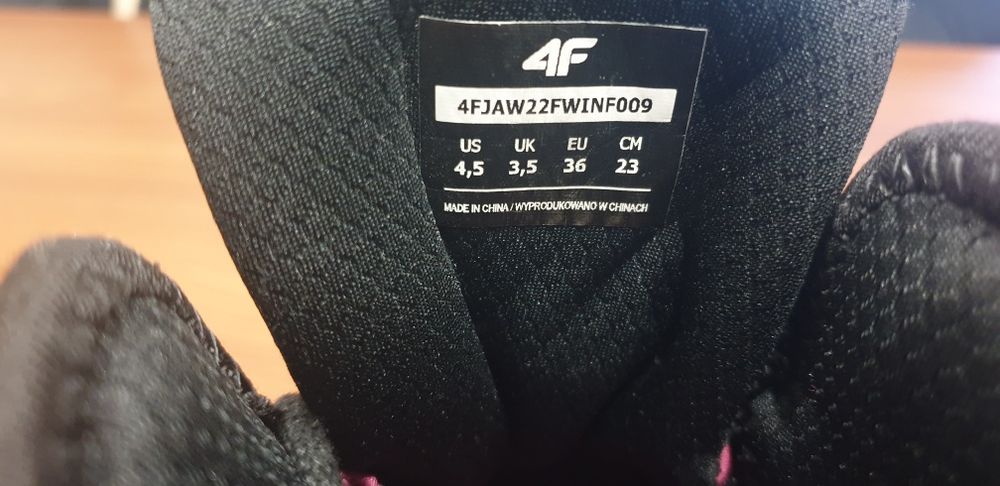 4F
4FJAW22FWINF009
US UK EU CM
4,5 3,5 36 23
MADE IN CHINA / WYPRODUKOWANO W CHINACH